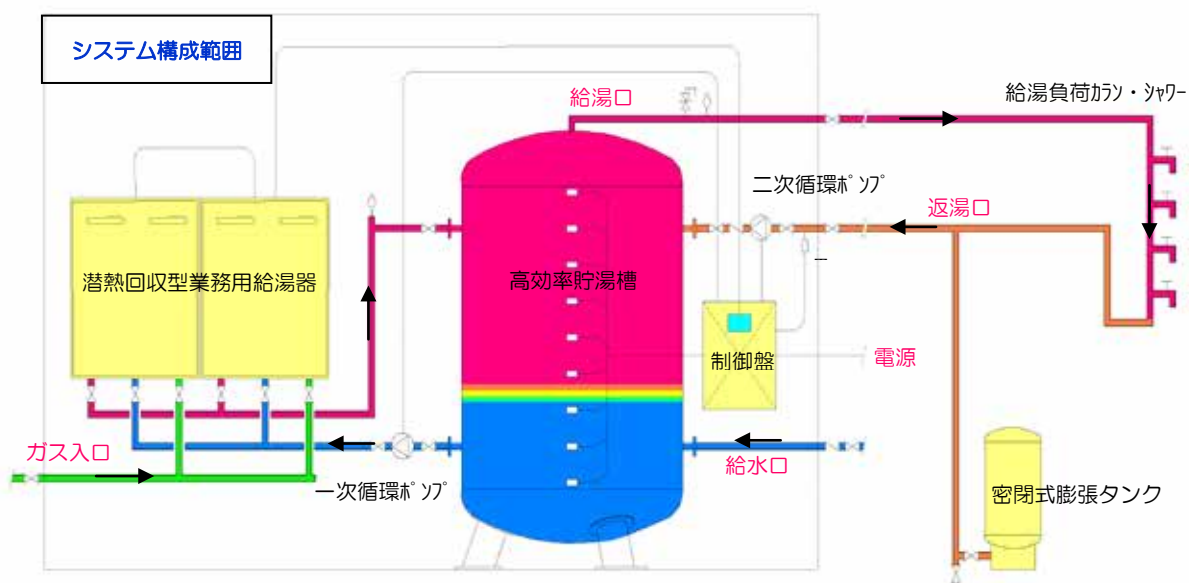 システム構成範囲
給湯口
給湯負荷ｶﾗﾝ・ｼｬﾜｰ
二次循環ﾎﾟﾝﾌﾟ
返湯口
潜熱回収型業務用給湯器
高効率貯湯槽
制御盤
電源
ガス入口
一次循環ﾎﾟﾝﾌﾟ
給水口
密閉式膨張タンク